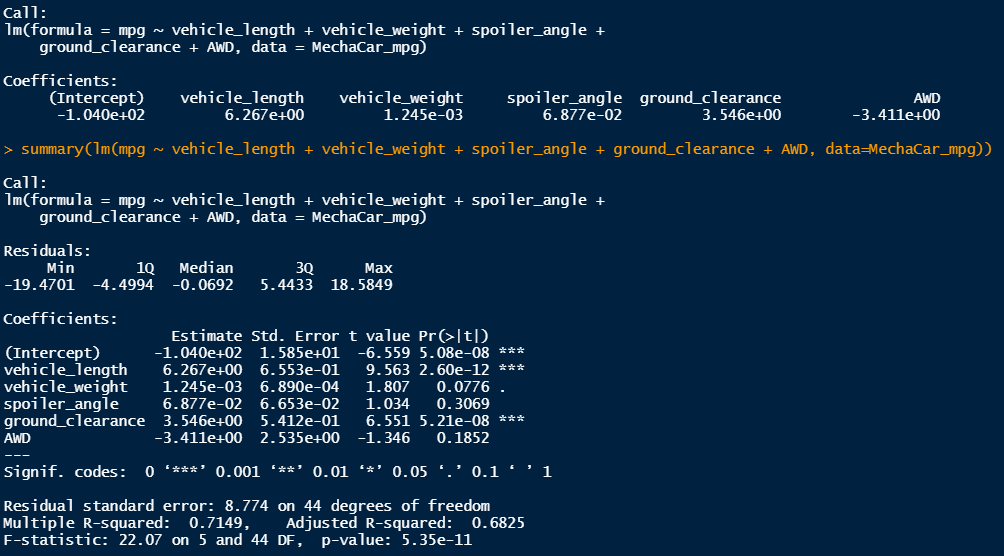 Call:
lm(formula = mpg ~ vehicle_length + vehicle_weight + spoiler_angle +
    ground_clearance + AWD, data = MechaCar_mpg)

Coefficients:
     (Intercept)    vehicle_length    vehicle_weight     spoiler_angle  ground_clearance               AWD
      -1.040e+02         6.267e+00         1.245e-03         6.877e-02         3.546e+00        -3.411e+00

> summary(lm(mpg ~ vehicle_length + vehicle_weight + spoiler_angle + ground_clearance + AWD, data=MechaCar_mpg))

Call:
lm(formula = mpg ~ vehicle_length + vehicle_weight + spoiler_angle +
    ground_clearance + AWD, data = MechaCar_mpg)

Residuals:
     Min       1Q   Median       3Q      Max
-19.4701  -4.4994  -0.0692   5.4433  18.5849

Coefficients:
                   Estimate Std. Error t value Pr(>|t|)
(Intercept)      -1.040e+02  1.585e+01  -6.559 5.08e-08 ***
vehicle_length    6.267e+00  6.553e-01   9.563 2.60e-12 ***
vehicle_weight    1.245e-03  6.890e-04   1.807   0.0776 .
spoiler_angle     6.877e-02  6.653e-02   1.034   0.3069
ground_clearance  3.546e+00  5.412e-01   6.551 5.21e-08 ***
AWD              -3.411e+00  2.535e+00  -1.346   0.1852
---
Signif. codes:  0 ‘***’ 0.001 ‘**’ 0.01 ‘*’ 0.05 ‘.’ 0.1 ‘ ’ 1

Residual standard error: 8.774 on 44 degrees of freedom
Multiple R-squared:  0.7149,	Adjusted R-squared:  0.6825
F-statistic: 22.07 on 5 and 44 DF,  p-value: 5.35e-11